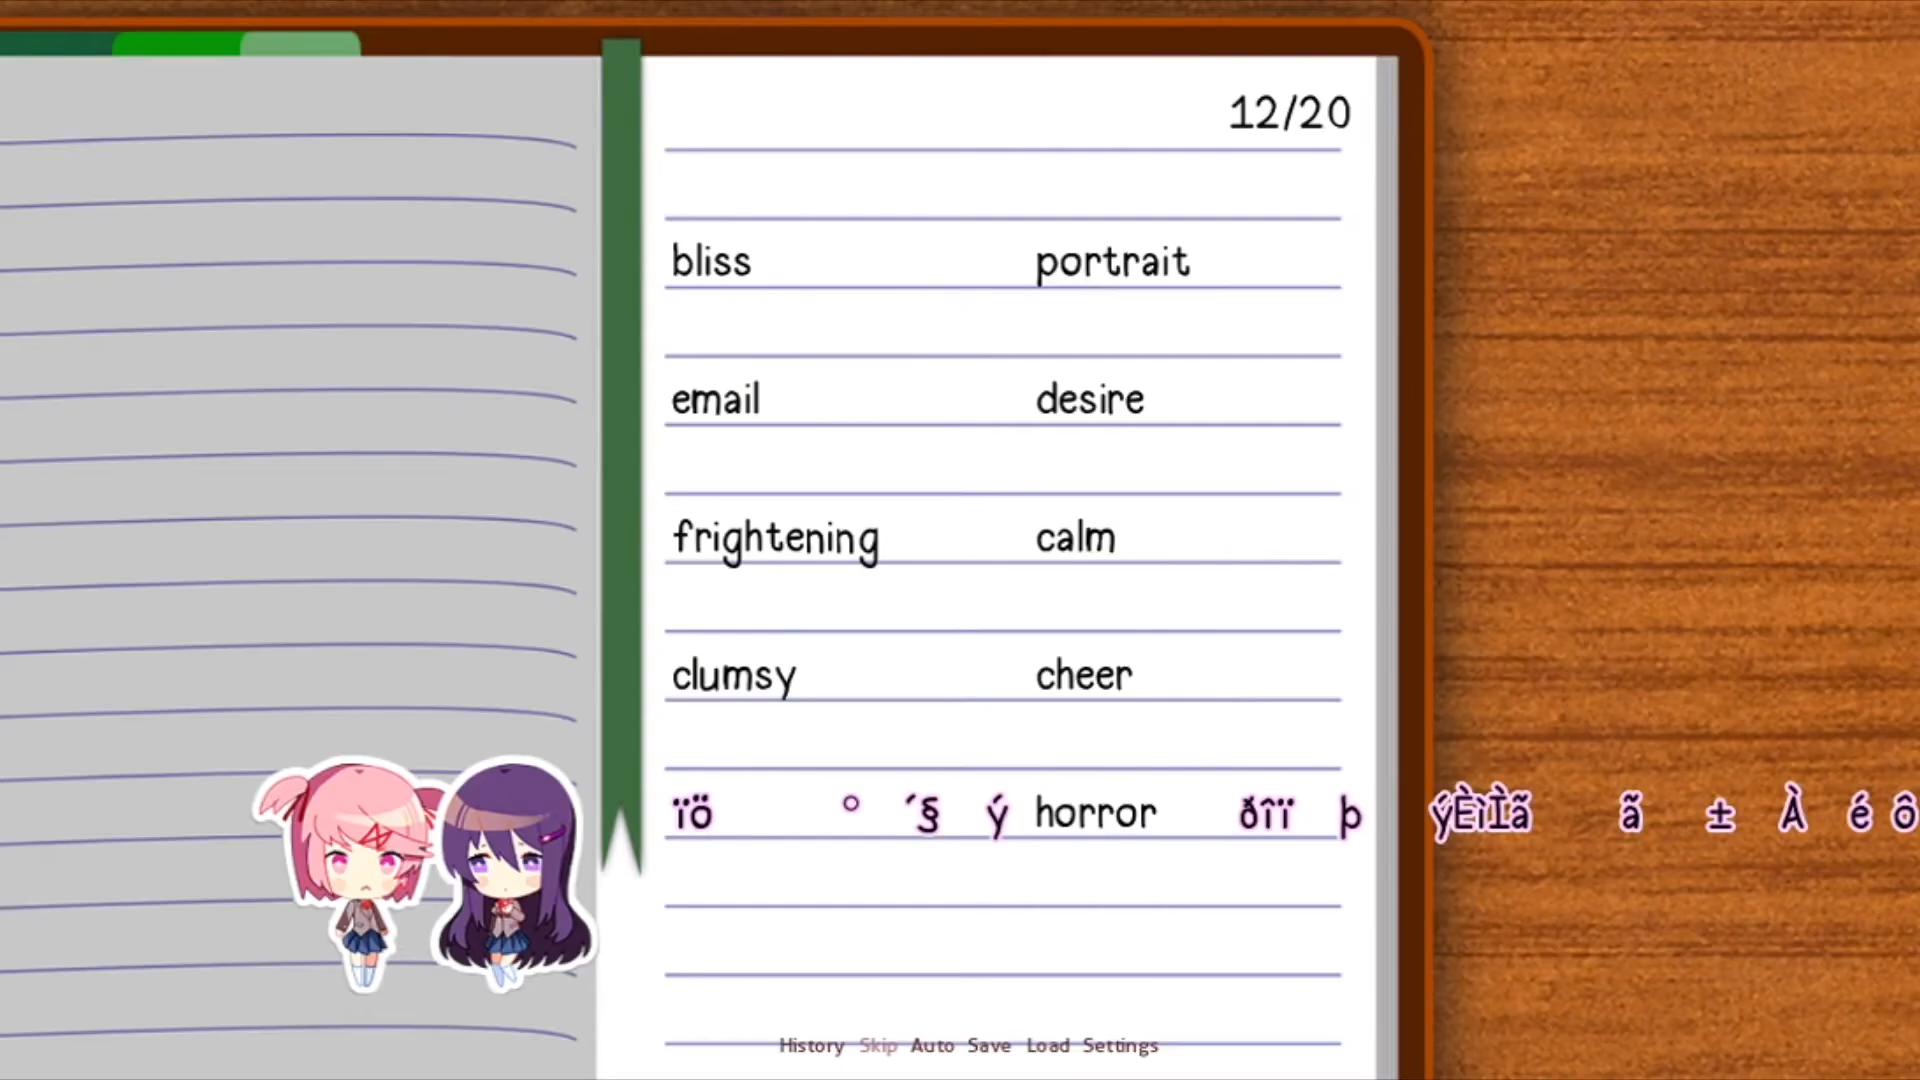 12/20
bliss portrait
email desire
frightening calm
clumsy cheer
ïö ° ´§ ý horror ðîï þ ýÈìÌã ã ± À é ô
History Skip Auto Save Load Settings